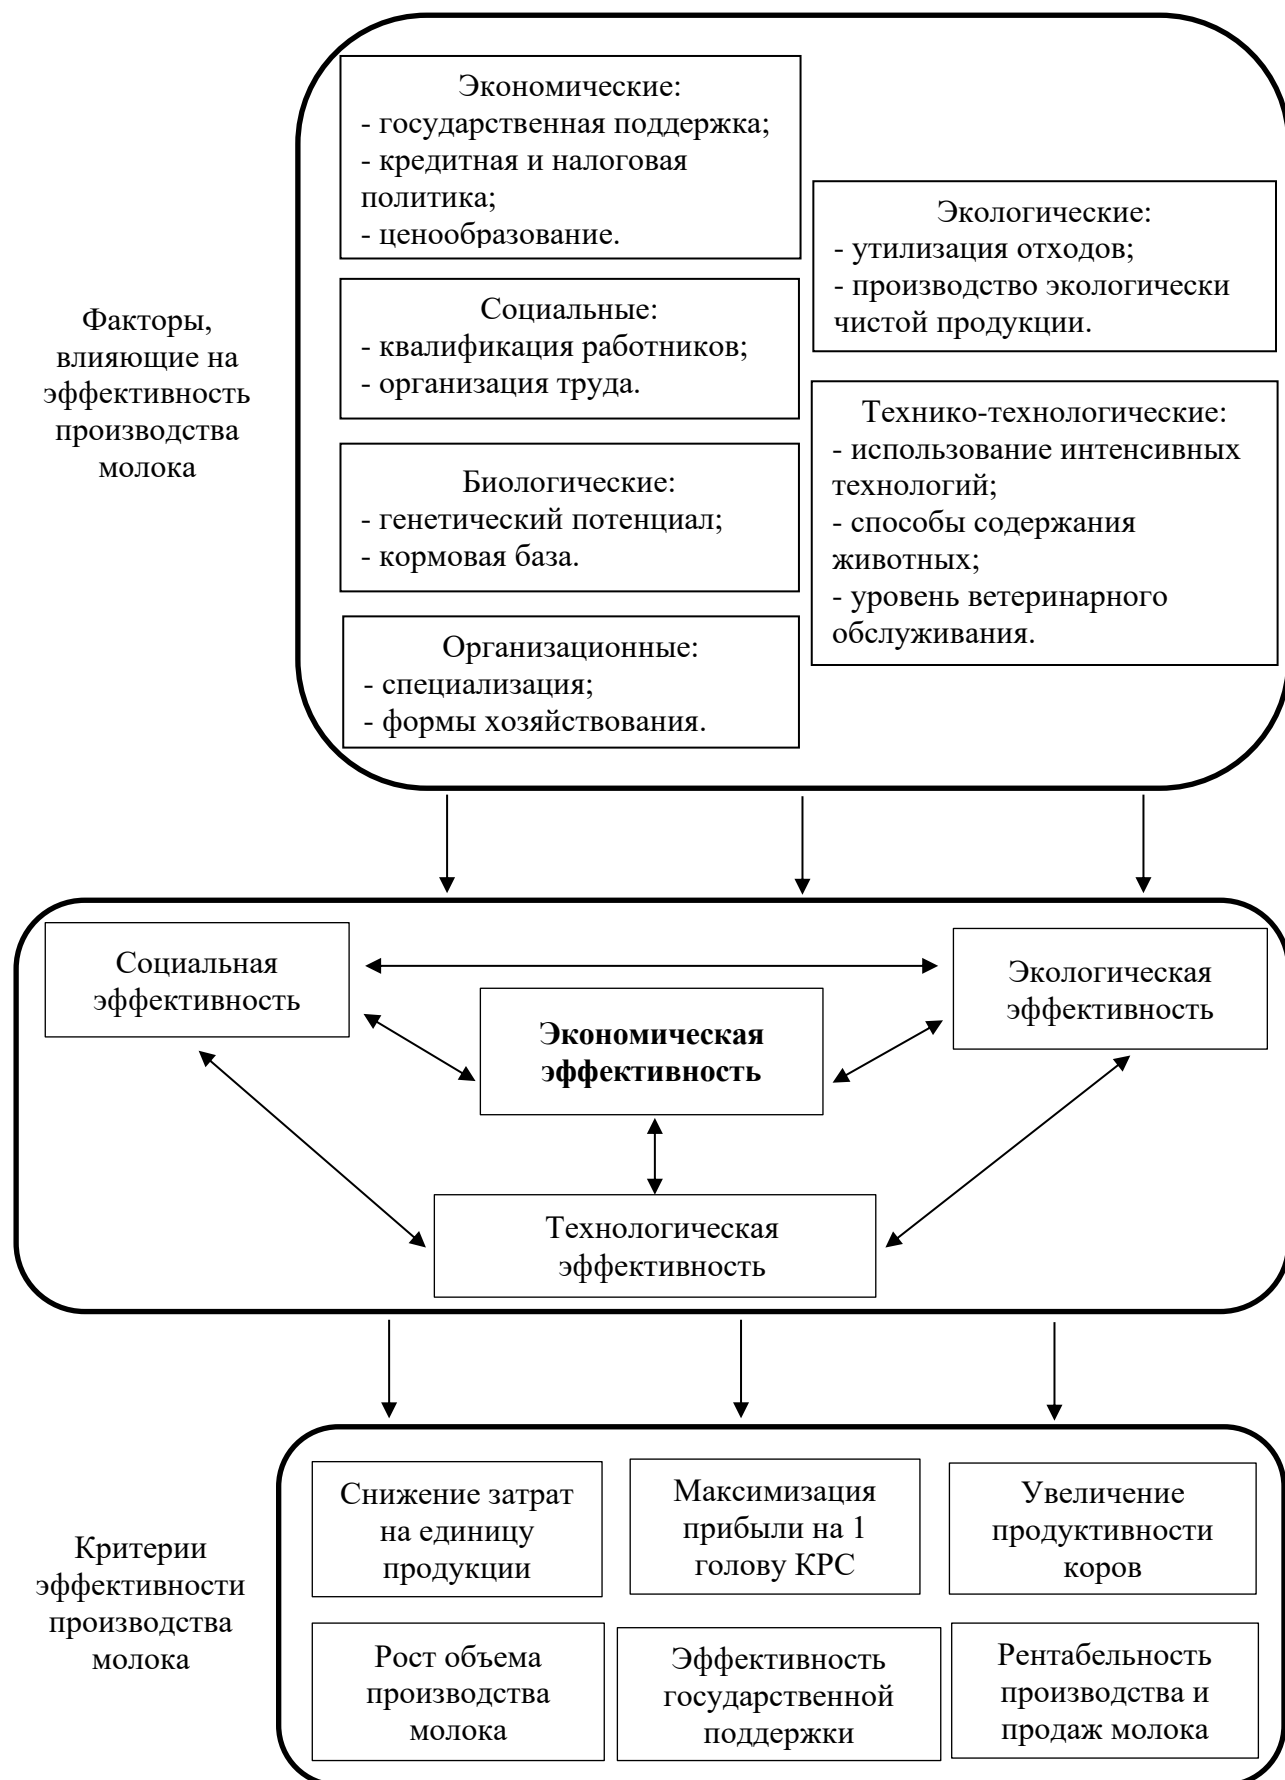 Факторы,
влияющие на
эффективность
производства
молока
Экономические:
- государственная поддержка;
- кредитная и налоговая
политика;
- ценообразование.
Социальные:
- квалификация работников;
- организация труда.
Биологические:
- генетический потенциал;
- кормовая база.
Организационные:
- специализация;
- формы хозяйствования.
Экологические:
- утилизация отходов;
- производство экологически
чистой продукции.
Технико-технологические:
- использование интенсивных
технологий;
- способы содержания
животных;
- уровень ветеринарного
обслуживания.
Социальная
эффективность
Экономическая
эффективность
Экологическая
эффективность
Технологическая
эффективность
Критерии
эффективности
производства
молока
Снижение затрат
на единицу
продукции
Максимизация
прибыли на 1
голову КРС
Увеличение
продуктивности
коров
Рост объема
производства
молока
Эффективность
государственной
поддержки
Рентабельность
производства и
продаж молока